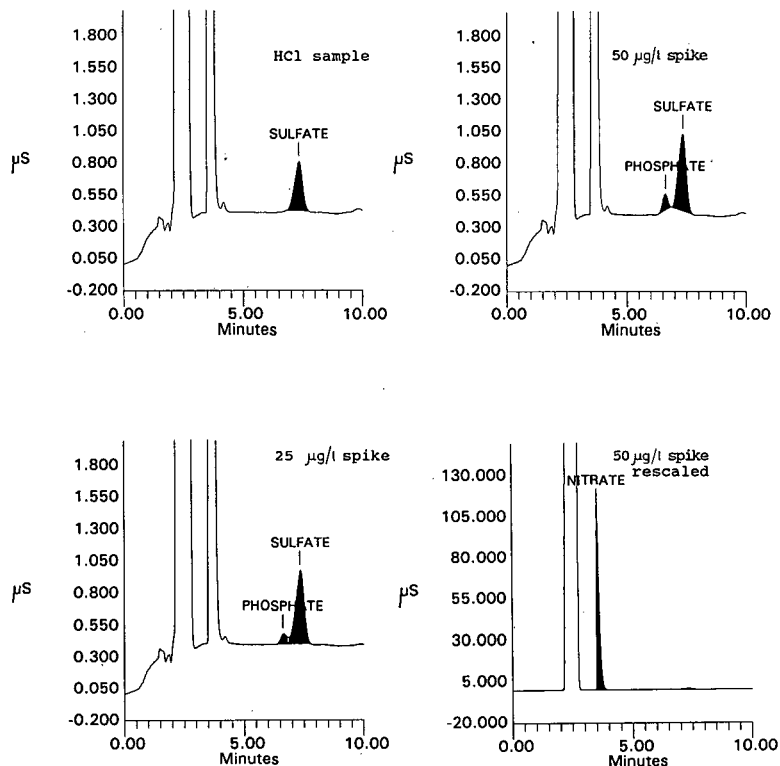 HCl sample
1.800
1.550
1.300
1.050
0.800
0.550
0.300
0.050
-0.200
µS
SULFATE
0.00
5.00
10.00
Minutes
50 µg/l spike
1.800
1.550
1.300
1.050
0.800
0.550
0.300
0.050
-0.200
µS
SULFATE
PHOSPHATE
0.00
5.00
10.00
Minutes
25 µg/l spike
1.800
1.550
1.300
1.050
0.800
0.550
0.300
0.050
-0.200
µS
SULFATE
PHOSPHATE
0.00
5.00
10.00
Minutes
50 µg/l spike
rescaled
130.000
105.000
80.000
55.000
30.000
5.000
-20.000
µS
NITRATE
0.00
5.00
10.00
Minutes